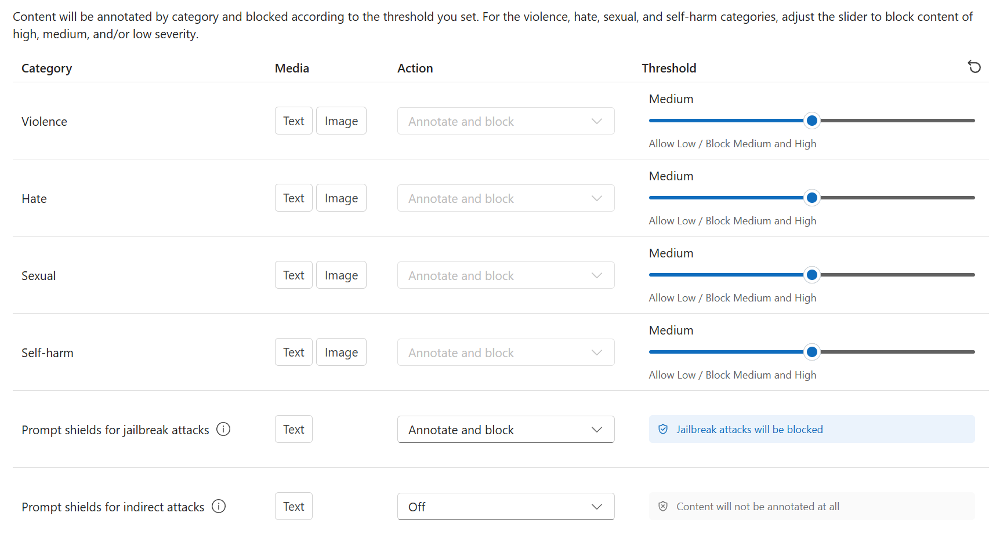 Content will be annotated by category and blocked according to the threshold you set. For the violence, hate, sexual, and self-harm categories, adjust the slider to block content of
high, medium, and/or low severity.
Category Media Action Threshold
Medium
Violence Text Image Annotate and block
Allow Low / Block Medium and High
Medium
Hate Text Image Annotate and block
Allow Low / Block Medium and High
Medium
Sexual Text Image Annotate and block
Allow Low / Block Medium and High
Medium
Self-harm Text Image Annotate and block
Allow Low / Block Medium and High
Prompt shields for jailbreak attacks Text Annotate and block Jailbreak attacks will be blocked
Prompt shields for indirect attacks Text Off Content will not be annotated at all